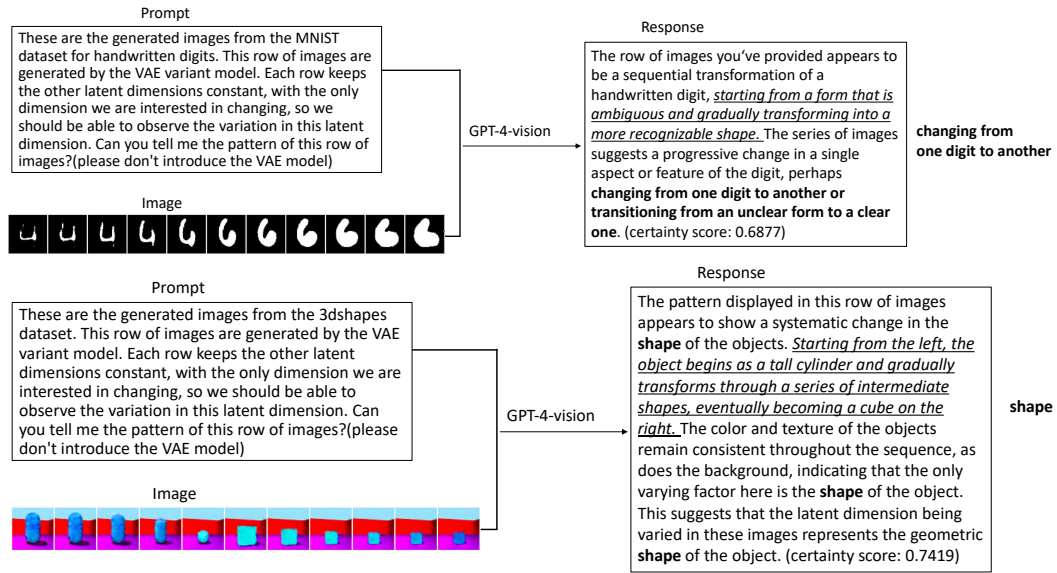 Prompt
These are the generated images from the MNIST
dataset for handwritten digits. This row of images are
generated by the VAE variant model. Each row keeps
the other latent dimensions constant, with the only
dimension we are interested in changing, so we
should be able to observe the variation in this latent
dimension. Can you tell me the pattern of this row of
images?(please don't introduce the VAE model)
Image
GPT-4-vision
Response
The row of images you've provided appears to
be a sequential transformation of a
handwritten digit, starting from a form that is
ambiguous and gradually transforming into a
more recognizable shape. The series of images
suggests a progressive change in a single
aspect or feature of the digit, perhaps
changing from one digit to another or
transitioning from an unclear form to a clear
one. (certainty score: 0.6877)
changing from
one digit to another
Prompt
These are the generated images from the 3dshapes
dataset. This row of images are generated by the VAE
variant model. Each row keeps the other latent
dimensions constant, with the only dimension we are
interested in changing, so we should be able to
observe the variation in this latent dimension. Can
you tell me the pattern of this row of images?(please
don't introduce the VAE model)
Image
GPT-4-vision
Response
The pattern displayed in this row of images
appears to show a systematic change in the
shape of the objects. Starting from the left, the
object begins as a tall cylinder and gradually
transforms through a series of intermediate
shapes, eventually becoming a cube on the
right. The color and texture of the objects
remain consistent throughout the sequence, as
does the background, indicating that the only
varying factor here is the shape of the object.
This suggests that the latent dimension being
varied in these images represents the geometric
shape of the object. (certainty score: 0.7419)
shape